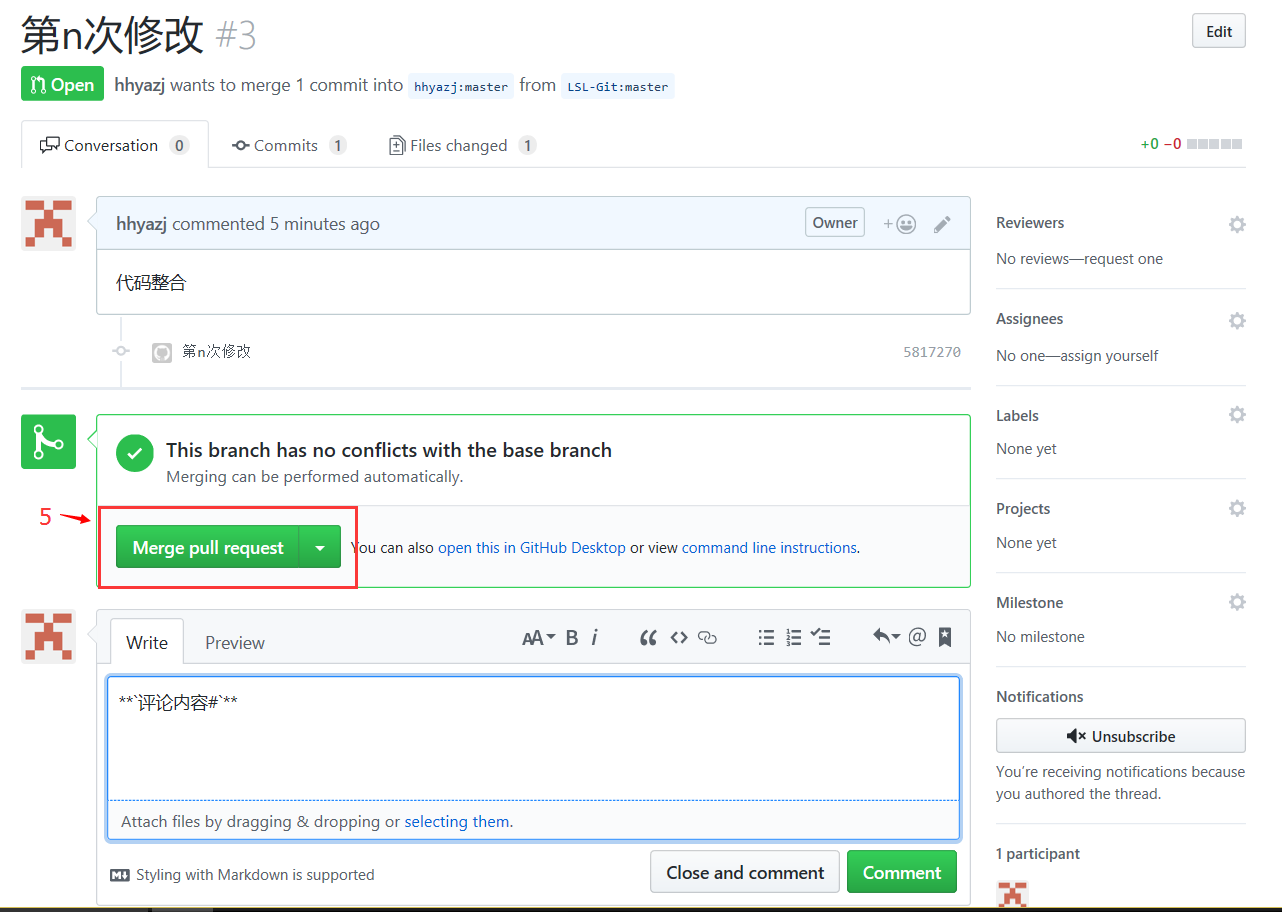 第n次修改 #3
Edit
Open hhyazj wants to merge 1 commit into hhyazj:master from LSL-Git:master
Conversation 0 Commits 1 Files changed 1 +0 −0
hhyazj commented 5 minutes ago Owner +
代码整合
第n次修改 5817270
This branch has no conflicts with the base branch
Merging can be performed automatically.
5
Merge pull request You can also open this in GitHub Desktop or view command line instructions.
Write Preview AA B i
**`评论内容#`**
Attach files by dragging & dropping or selecting them.
Styling with Markdown is supported
Close and comment Comment
Reviewers
No reviews—request one
Assignees
No one—assign yourself
Labels
None yet
Projects
None yet
Milestone
No milestone
Notifications
Unsubscribe
You’re receiving notifications because
you authored the thread.
1 participant